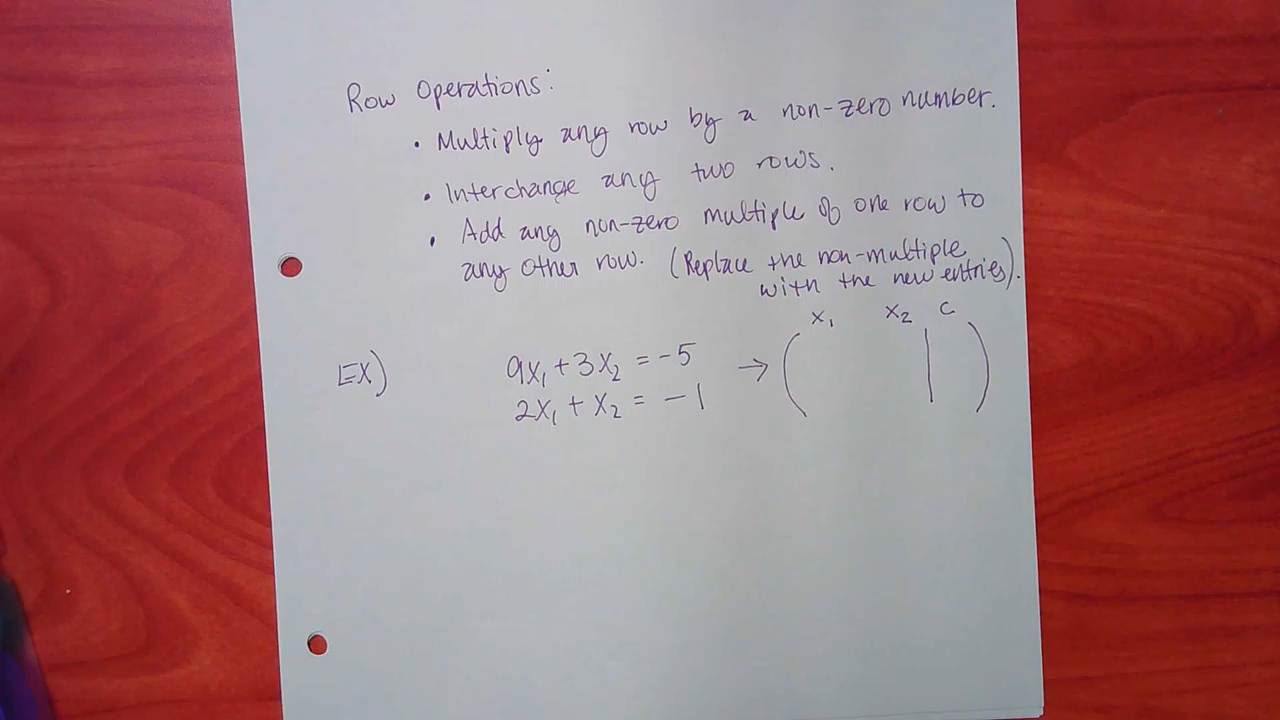 Row Operations:
• Multiply any row by a non-zero number.
• Interchange any two rows.
• Add any non-zero multiple of one row to
any other row. (Replace the non-multiple
with the new entries).
x₁ x₂ c
EX) 9x₁ + 3x₂ = -5 → ( | )
2x₁ + x₂ = -1